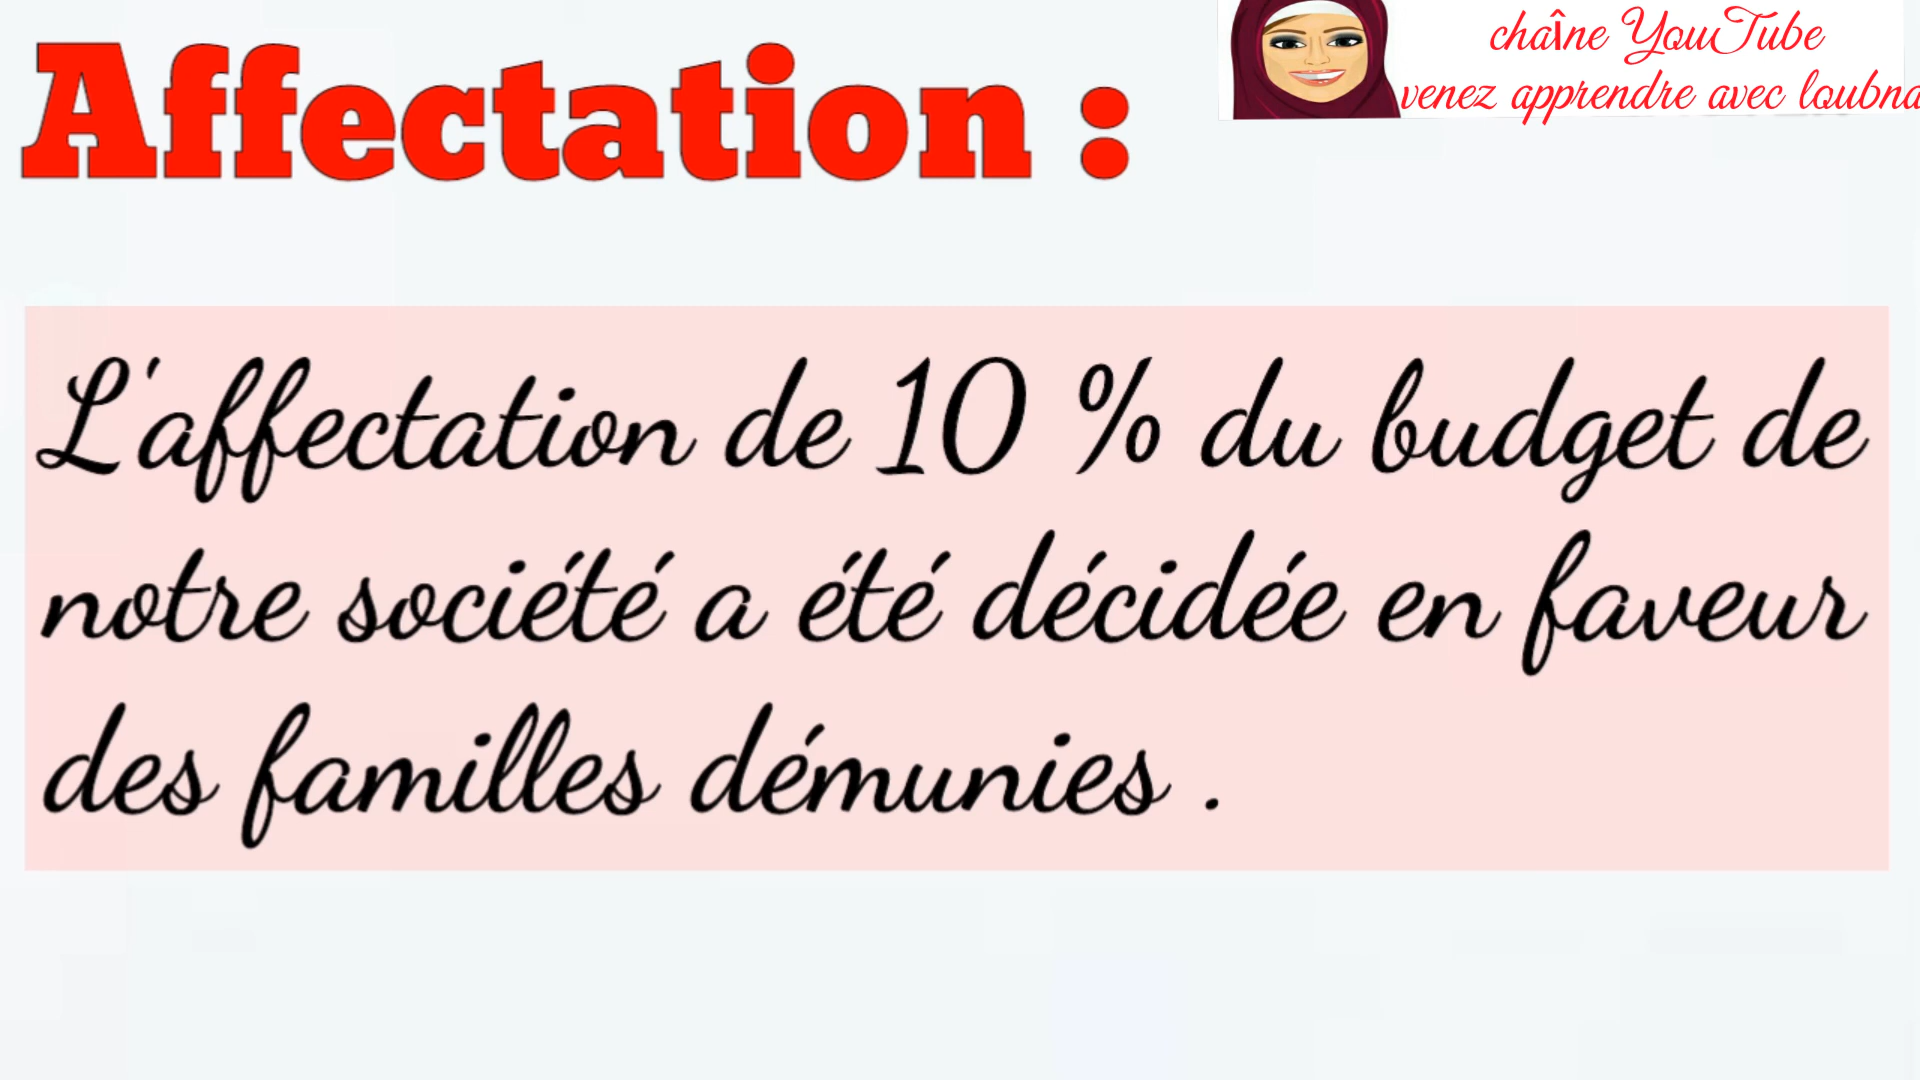 Affectation :
chaîne YouTube
venez apprendre avec loubna
L'affectation de 10 % du budget de
notre société a été décidée en faveur
des familles démunies .